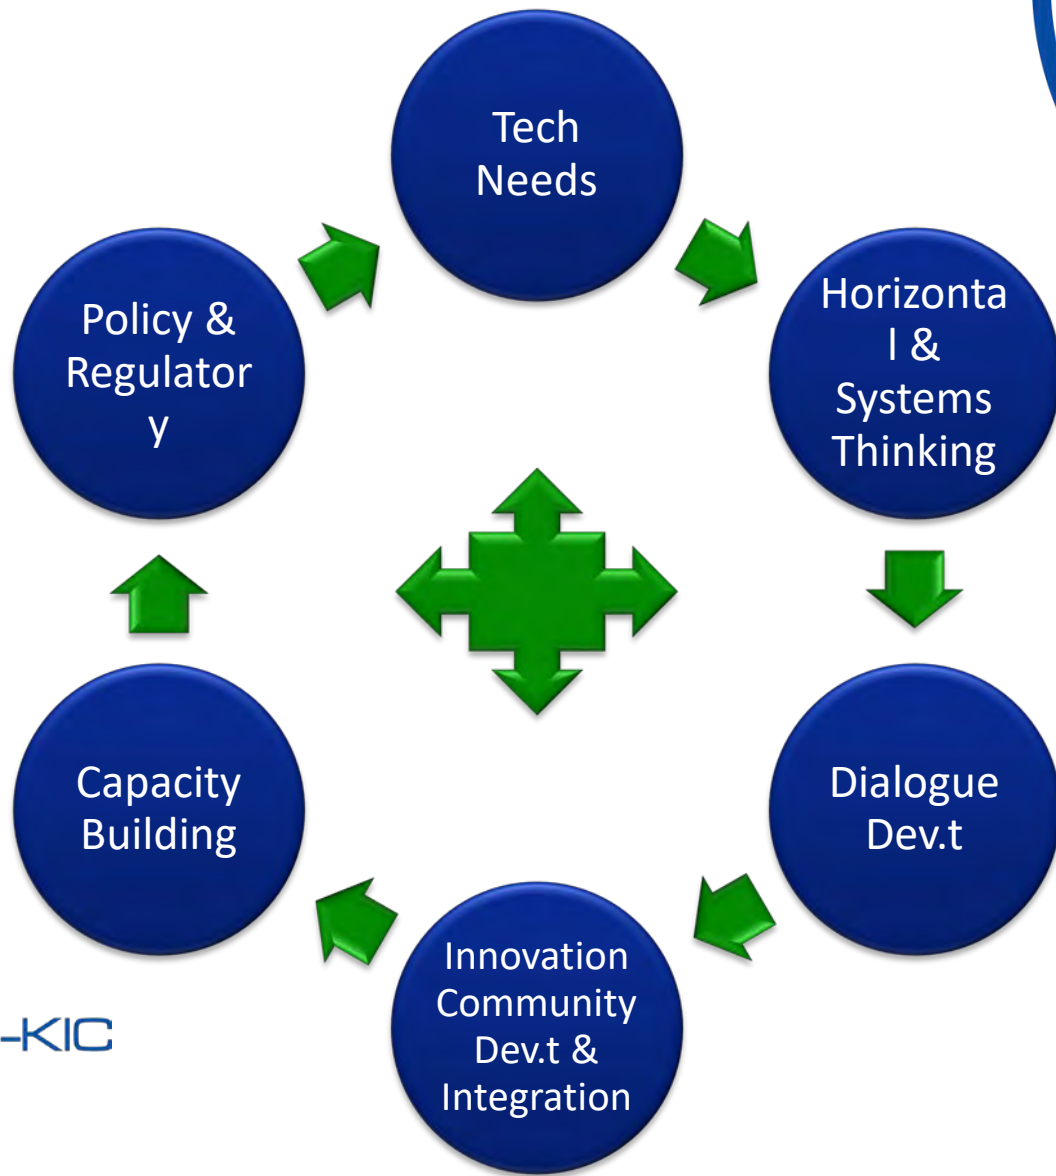 Tech
Needs
Horizonta
l &
Systems
Thinking
Dialogue
Dev.t
Innovation
Community
Dev.t &
Integration
Capacity
Building
Policy &
Regulator
y
-KIC